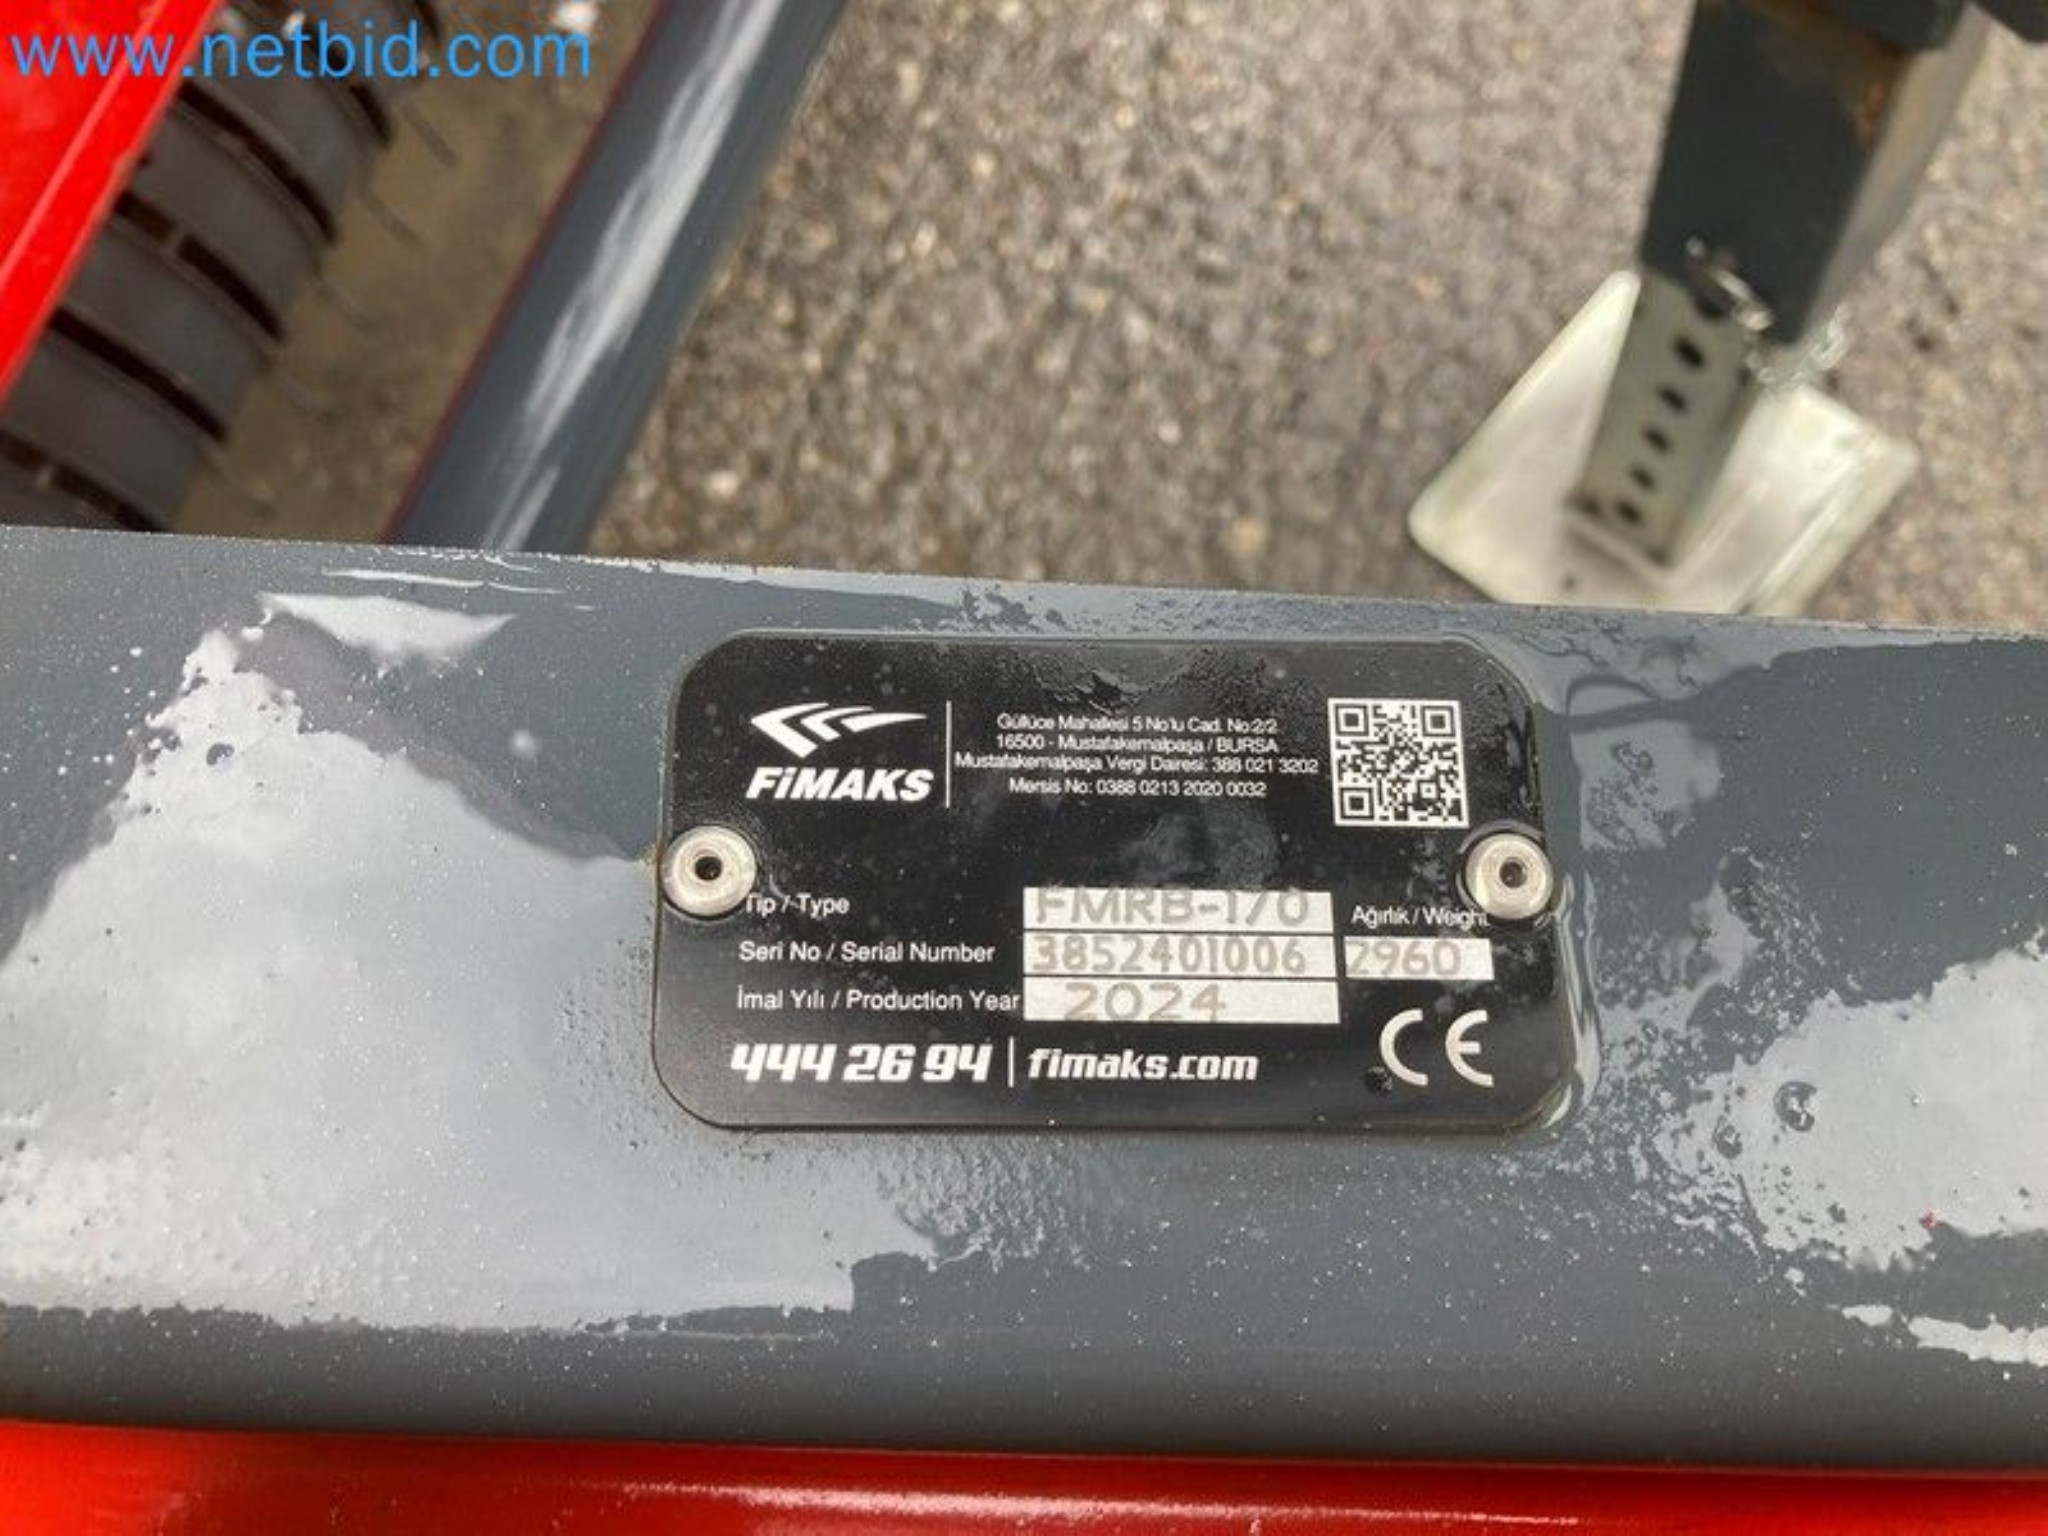 www.netbid.com
FiMAKS
Güllüce Mahallesi 5 No'lu Cad. No:2/2
16500 - Mustafakemalpaşa / BURSA
Mustafakemalpaşa Vergi Dairesi: 388 021 3202
Mersis No: 0388 0213 2020 0032
Tip / Type FMRB-170
Ağırlık / Weight
Seri No / Serial Number 3852401006 2960
İmal Yılı / Production Year 2024
444 26 94 | fimaks.com
CE